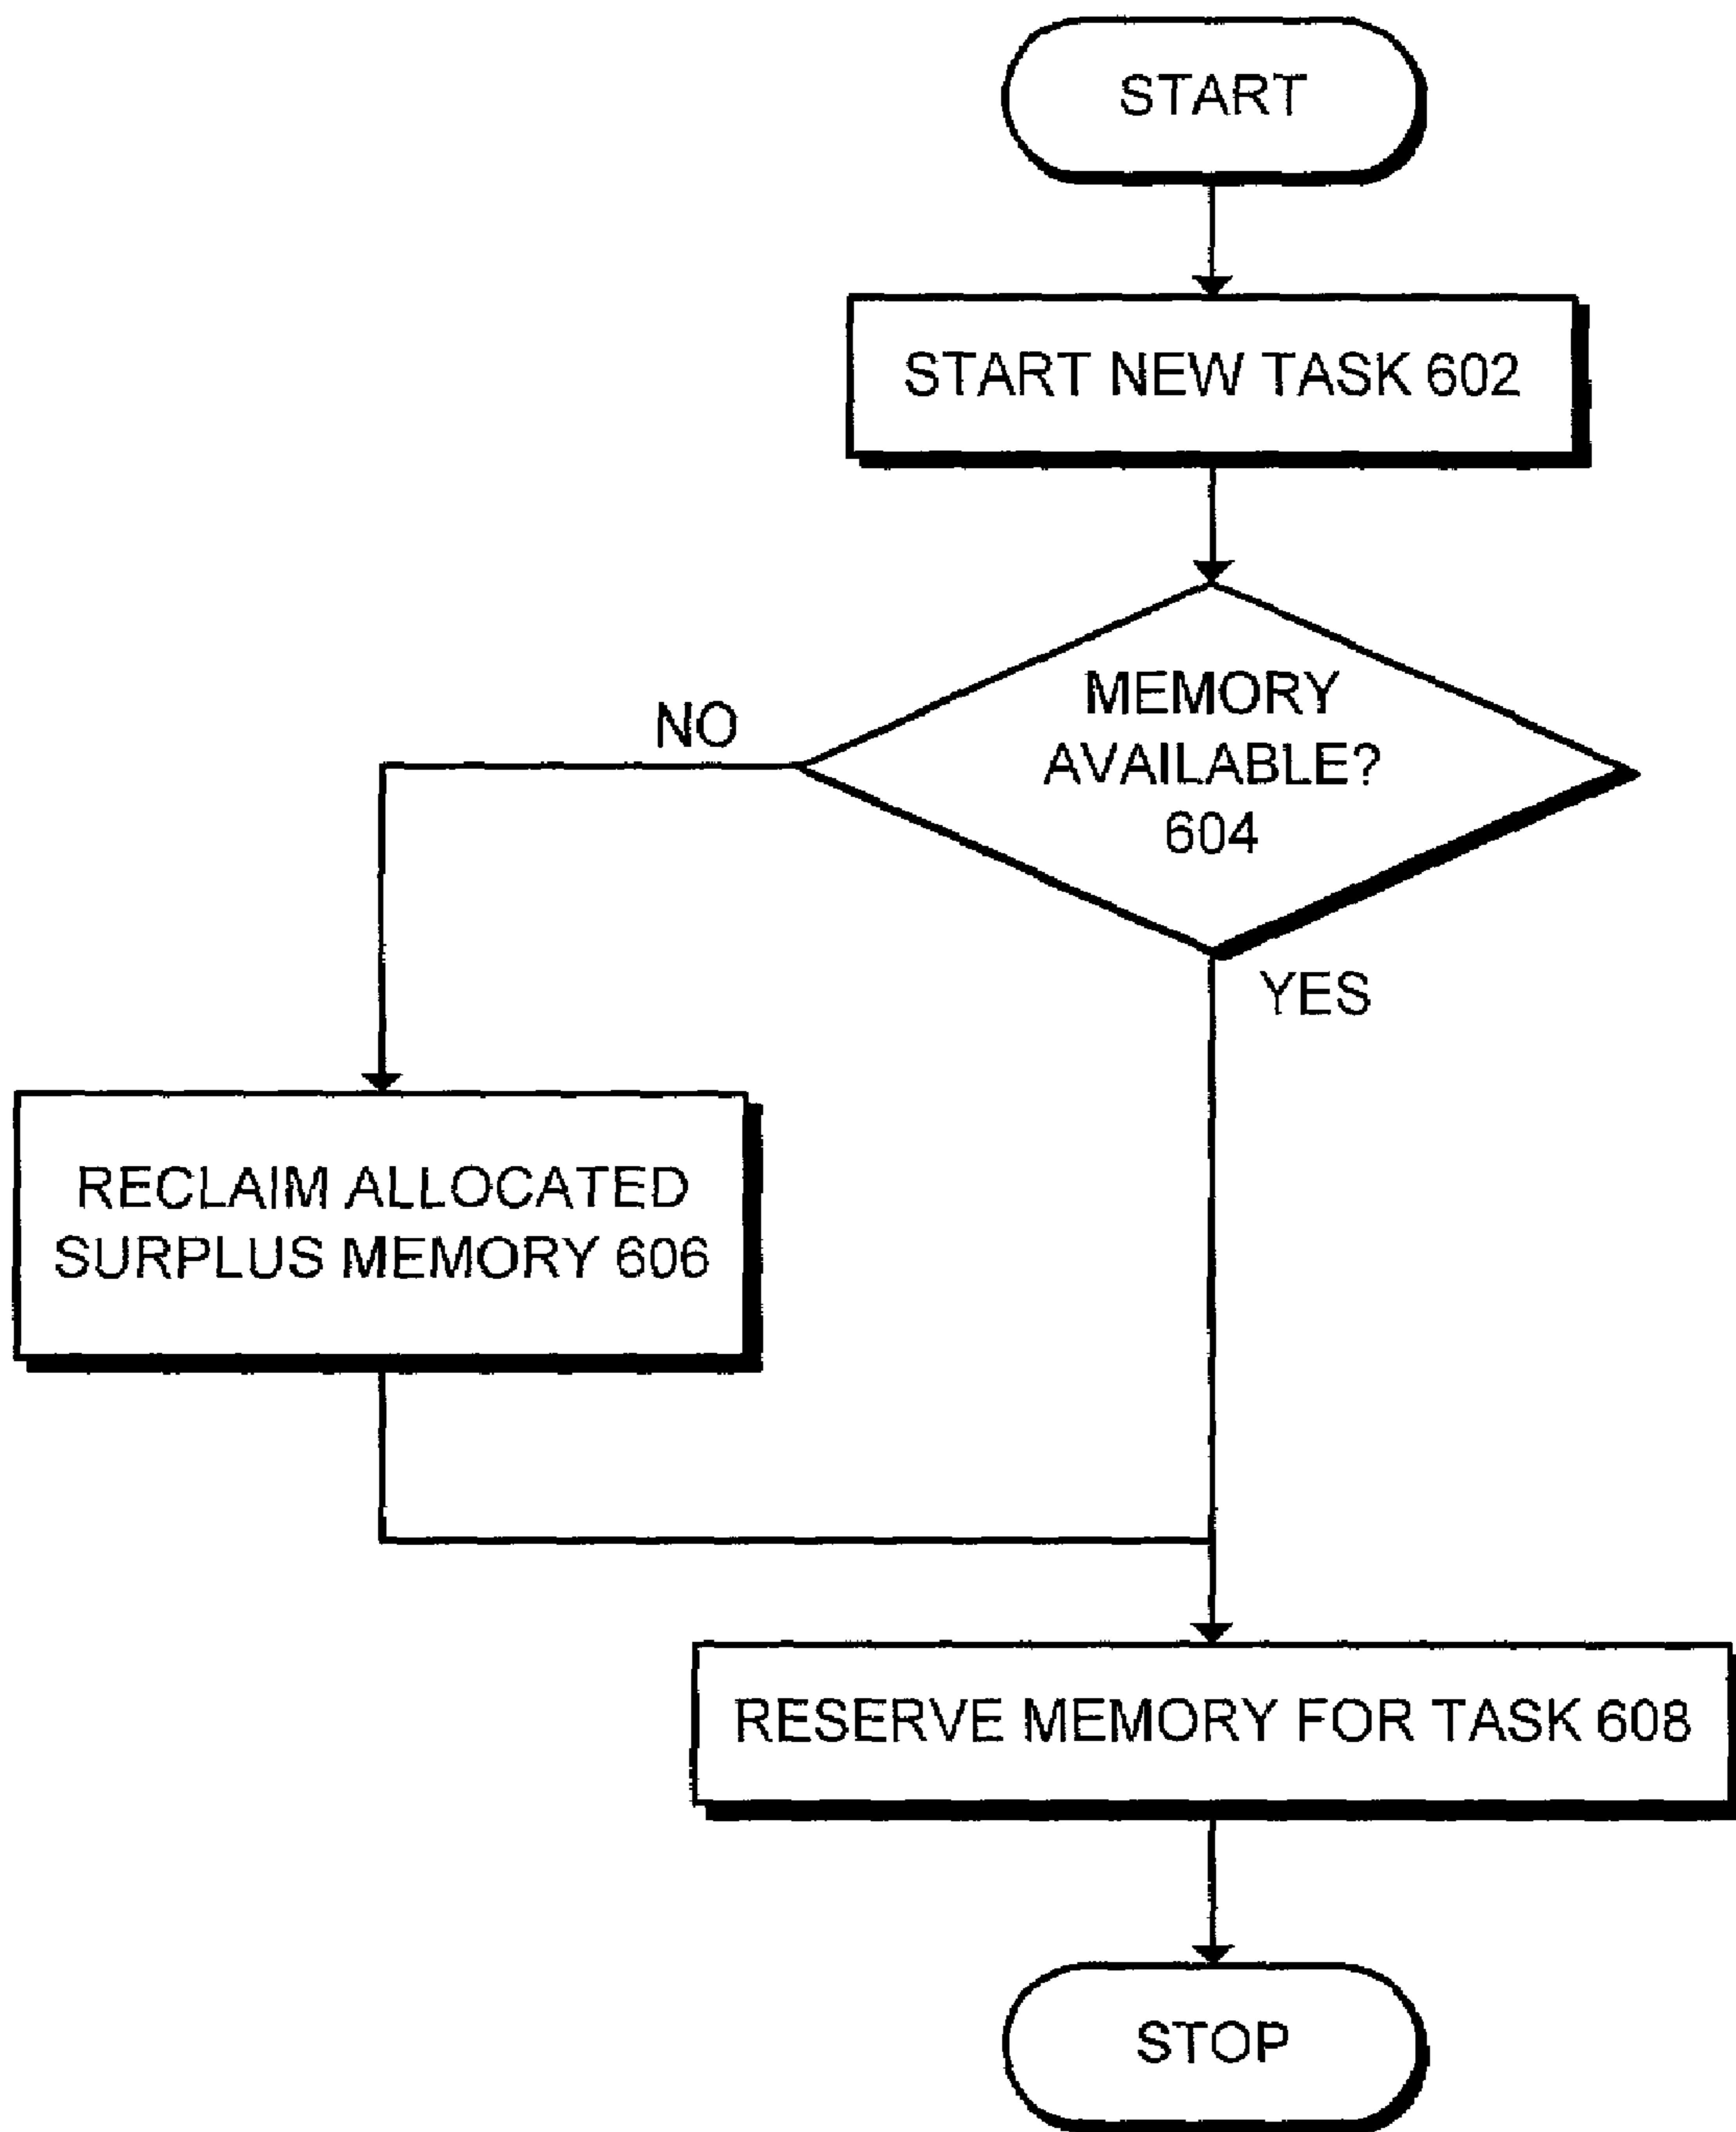 START
START NEW TASK 602
MEMORY
AVAILABLE?
604
NO
YES
RECLAIM ALLOCATED
SURPLUS MEMORY 606
RESERVE MEMORY FOR TASK 608
STOP